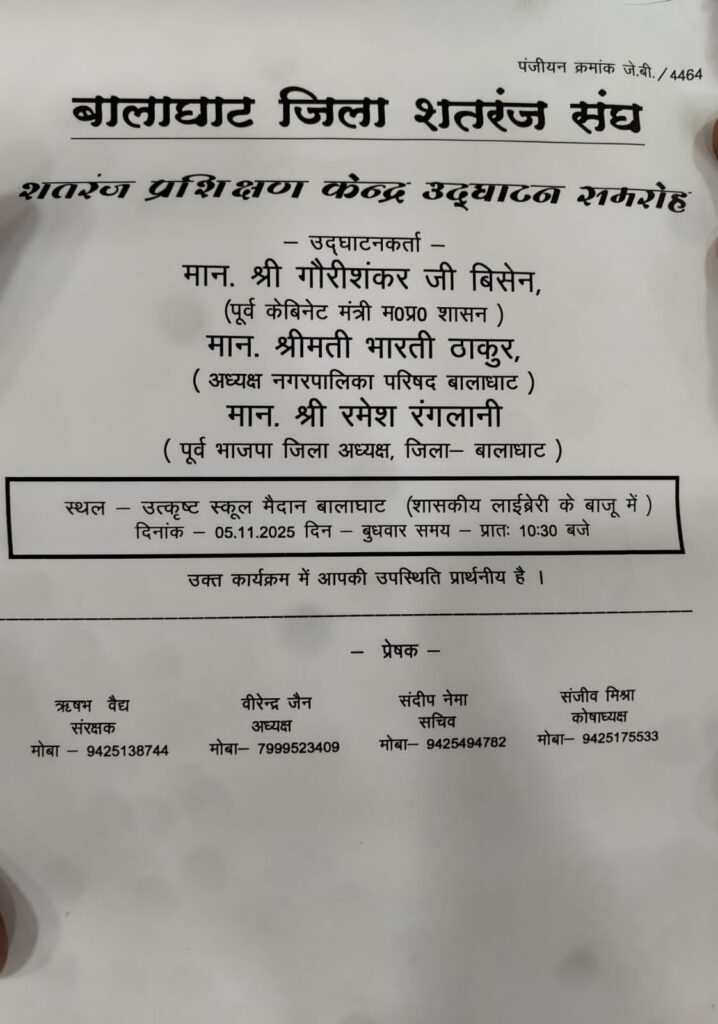 पंजीयन क्रमांक जे.बी./4464
बालाघाट जिला शतरंज संघ
शतरंज प्रशिक्षण केन्द्र उद्घाटन समरोह
– उद्घाटनकर्ता –
मान. श्री गौरीशंकर जी बिसेन,
(पूर्व केबिनेट मंत्री म0प्र0 शासन )
मान. श्रीमती भारती ठाकुर,
( अध्यक्ष नगरपालिका परिषद बालाघाट )
मान. श्री रमेश रंगलानी
( पूर्व भाजपा जिला अध्यक्ष, जिला– बालाघाट )
स्थल – उत्कृष्ट स्कूल मैदान बालाघाट (शासकीय लाईब्रेरी के बाजू में )
दिनांक – 05.11.2025 दिन – बुधवार समय – प्रातः 10:30 बजे
उक्त कार्यक्रम में आपकी उपस्थिति प्रार्थनीय है ।
– प्रेषक –
ऋषभ वैद्य वीरेन्द्र जैन संदीप नेमा संजीव मिश्रा
संरक्षक अध्यक्ष सचिव कोषाध्यक्ष
मोबा – 9425138744 मोबा– 7999523409 मोबा– 9425494782 मोबा– 9425175533